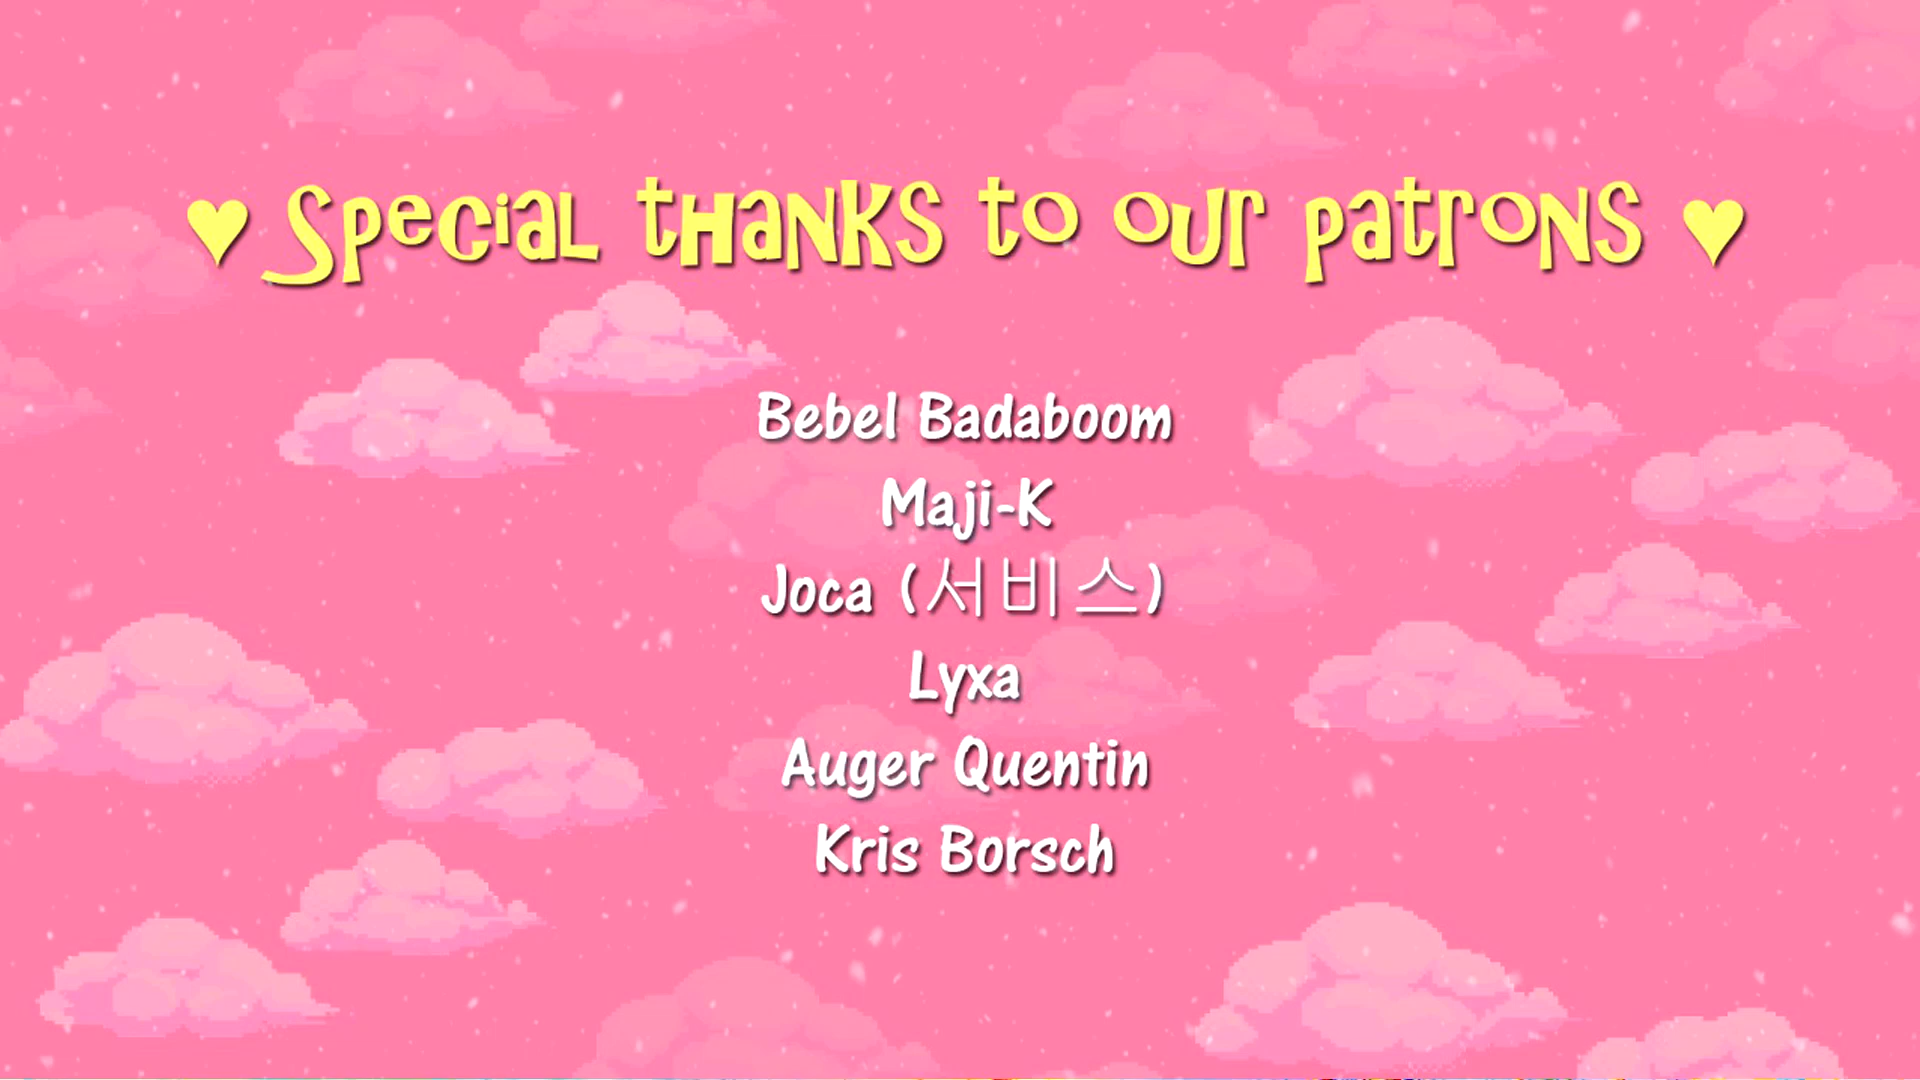 ♥ Special thanks to our patrons ♥
Bebel Badaboom
Maji-K
Joca (서비스)
Lyxa
Auger Quentin
Kris Borsch